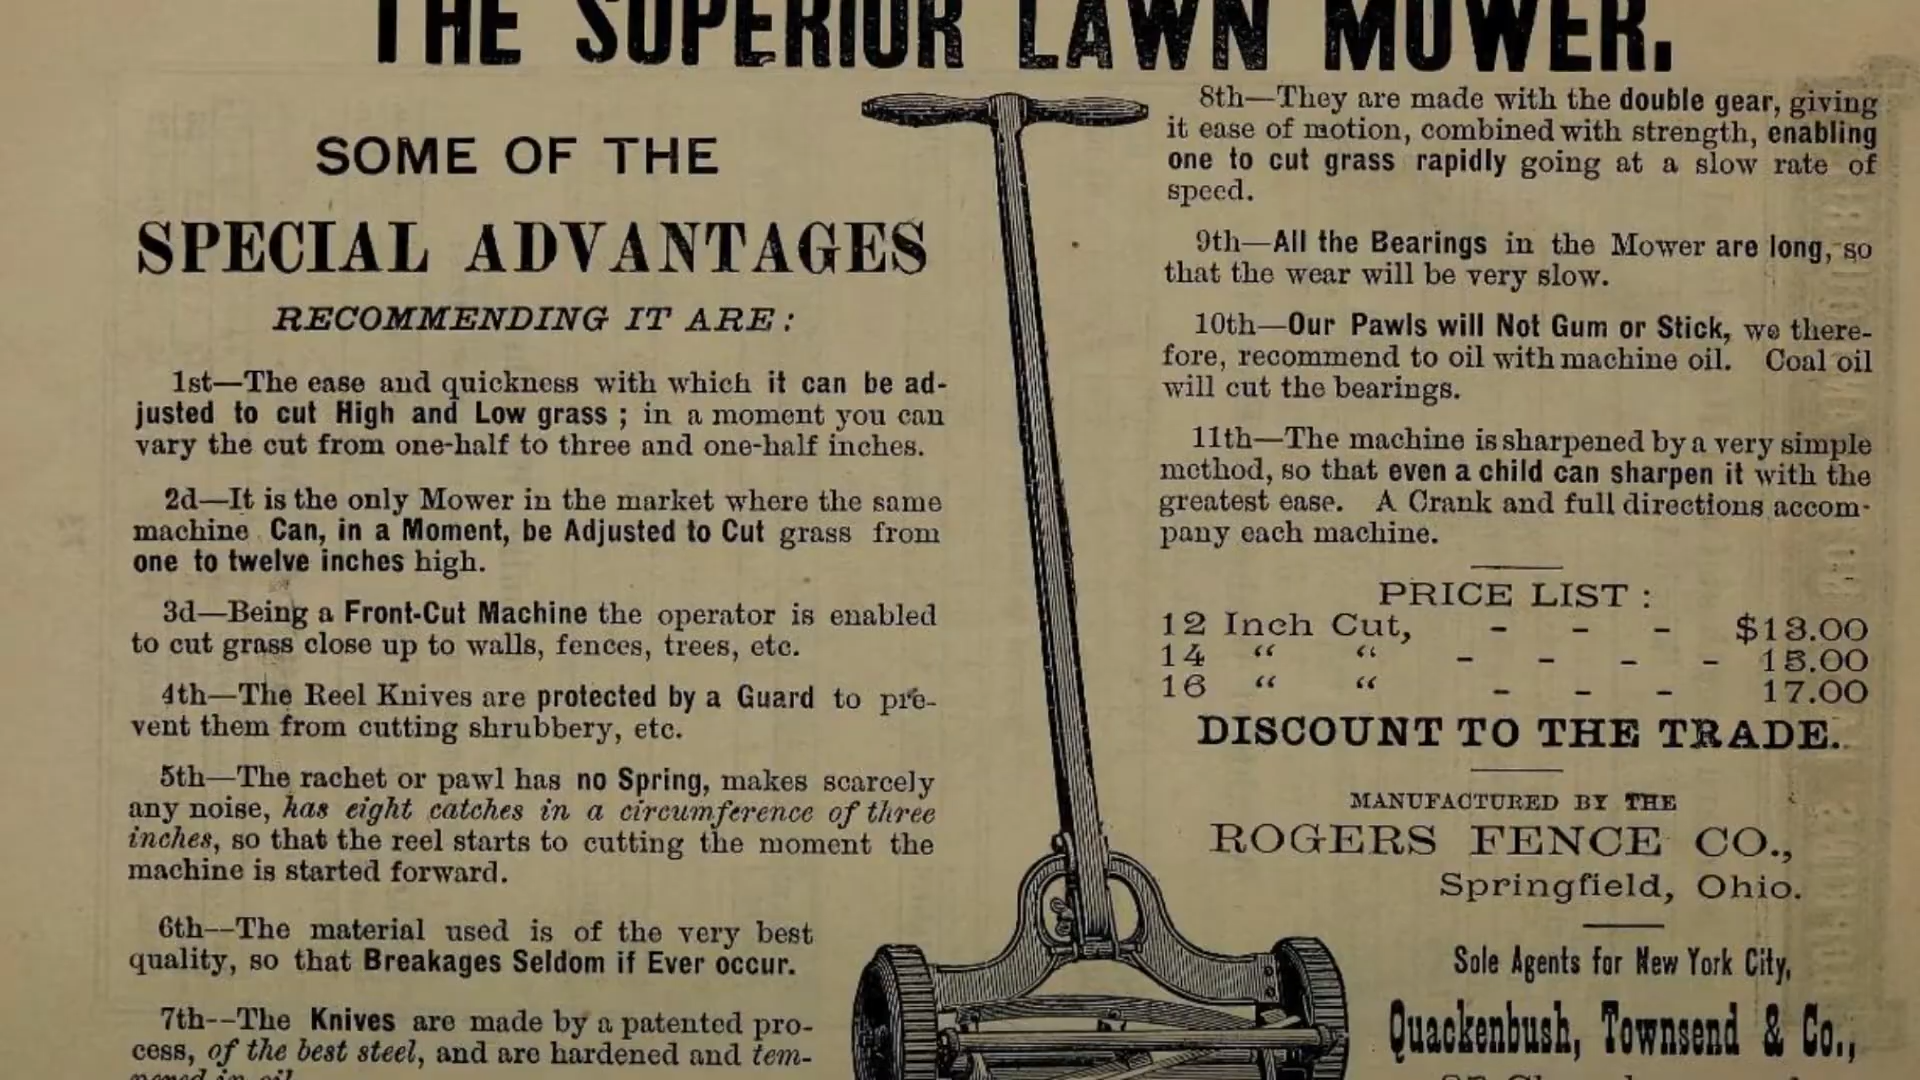 THE SUPERIOR LAWN MOWER.
SOME OF THE
SPECIAL ADVANTAGES
RECOMMENDING IT ARE:
1st—The ease and quickness with which it can be ad-
justed to cut High and Low grass; in a moment you can
vary the cut from one-half to three and one-half inches.
2d—It is the only Mower in the market where the same
machine Can, in a Moment, be Adjusted to Cut grass from
one to twelve inches high.
3d—Being a Front-Cut Machine the operator is enabled
to cut grass close up to walls, fences, trees, etc.
4th—The Reel Knives are protected by a Guard to pre-
vent them from cutting shrubbery, etc.
5th—The rachet or pawl has no Spring, makes scarcely
any noise, has eight catches in a circumference of three
inches, so that the reel starts to cutting the moment the
machine is started forward.
6th--The material used is of the very best
quality, so that Breakages Seldom if Ever occur.
7th--The Knives are made by a patented pro-
cess, of the best steel, and are hardened and tem-
pered in oil
8th—They are made with the double gear, giving
it ease of motion, combined with strength, enabling
one to cut grass rapidly going at a slow rate of
speed.
9th—All the Bearings in the Mower are long, so
that the wear will be very slow.
10th—Our Pawls will Not Gum or Stick, we there-
fore, recommend to oil with machine oil. Coal oil
will cut the bearings.
11th—The machine is sharpened by a very simple
method, so that even a child can sharpen it with the
greatest ease. A Crank and full directions accom-
pany each machine.
PRICE LIST:
12 Inch Cut, - - - $13.00
14 “ “ - - - - 15.00
16 “ “ - - - 17.00
DISCOUNT TO THE TRADE.
MANUFACTURED BY THE
ROGERS FENCE CO.,
Springfield, Ohio.
Sole Agents for New York City,
Quackenbush, Townsend & Co.,